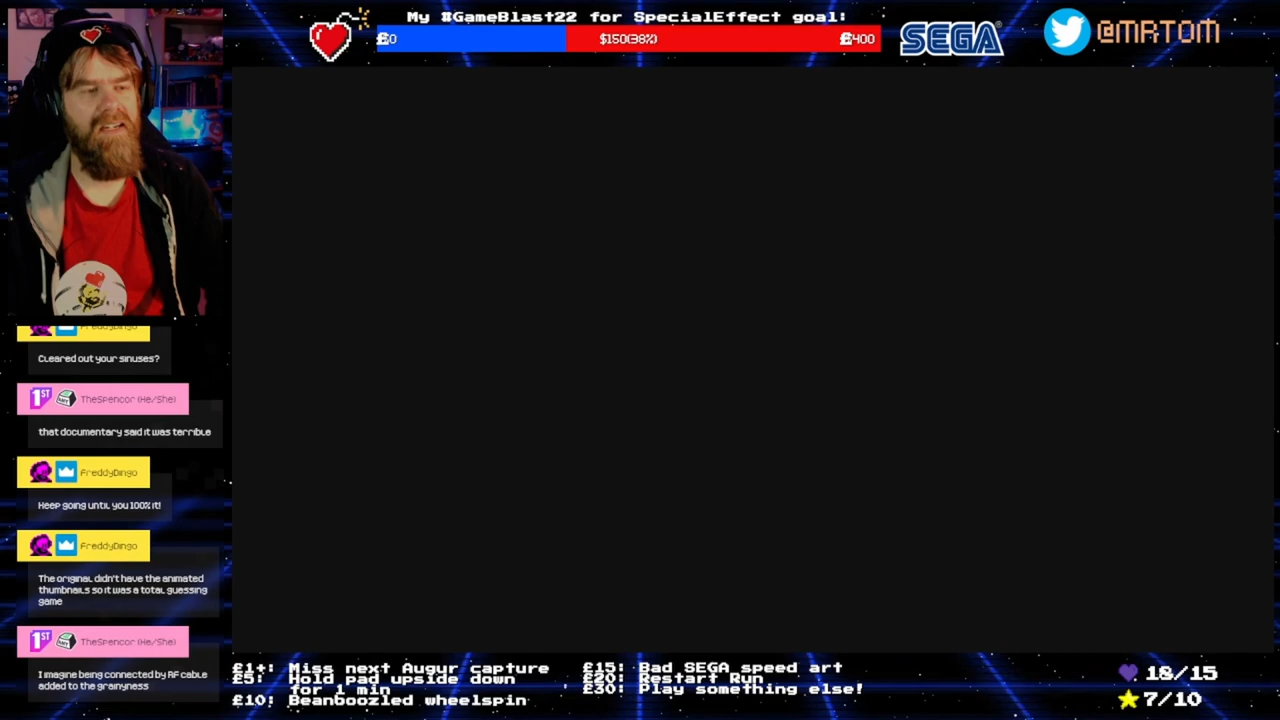 My #GameBlast22 for SpecialEffect goal:
£0
$150(38%)
£400
SEGA
@MRTOM
FreddyDingo
Cleared out your sinuses?
1ST TheSpencor (He/She)
that documentary said it was terrible
FreddyDingo
Keep going until you 100% it!
FreddyDingo
The original didn't have the animated
thumbnails so it was a total guessing
game
1ST TheSpencor (He/She)
I imagine being connected by RF cable
added to the grainyness
£1+: Miss next Augur capture
£5: Hold pad upside down
for 1 min
£10: Beanboozled wheelspin
£15: Bad SEGA speed art
£20: Restart Run
£30: Play something else!
18/15
7/10